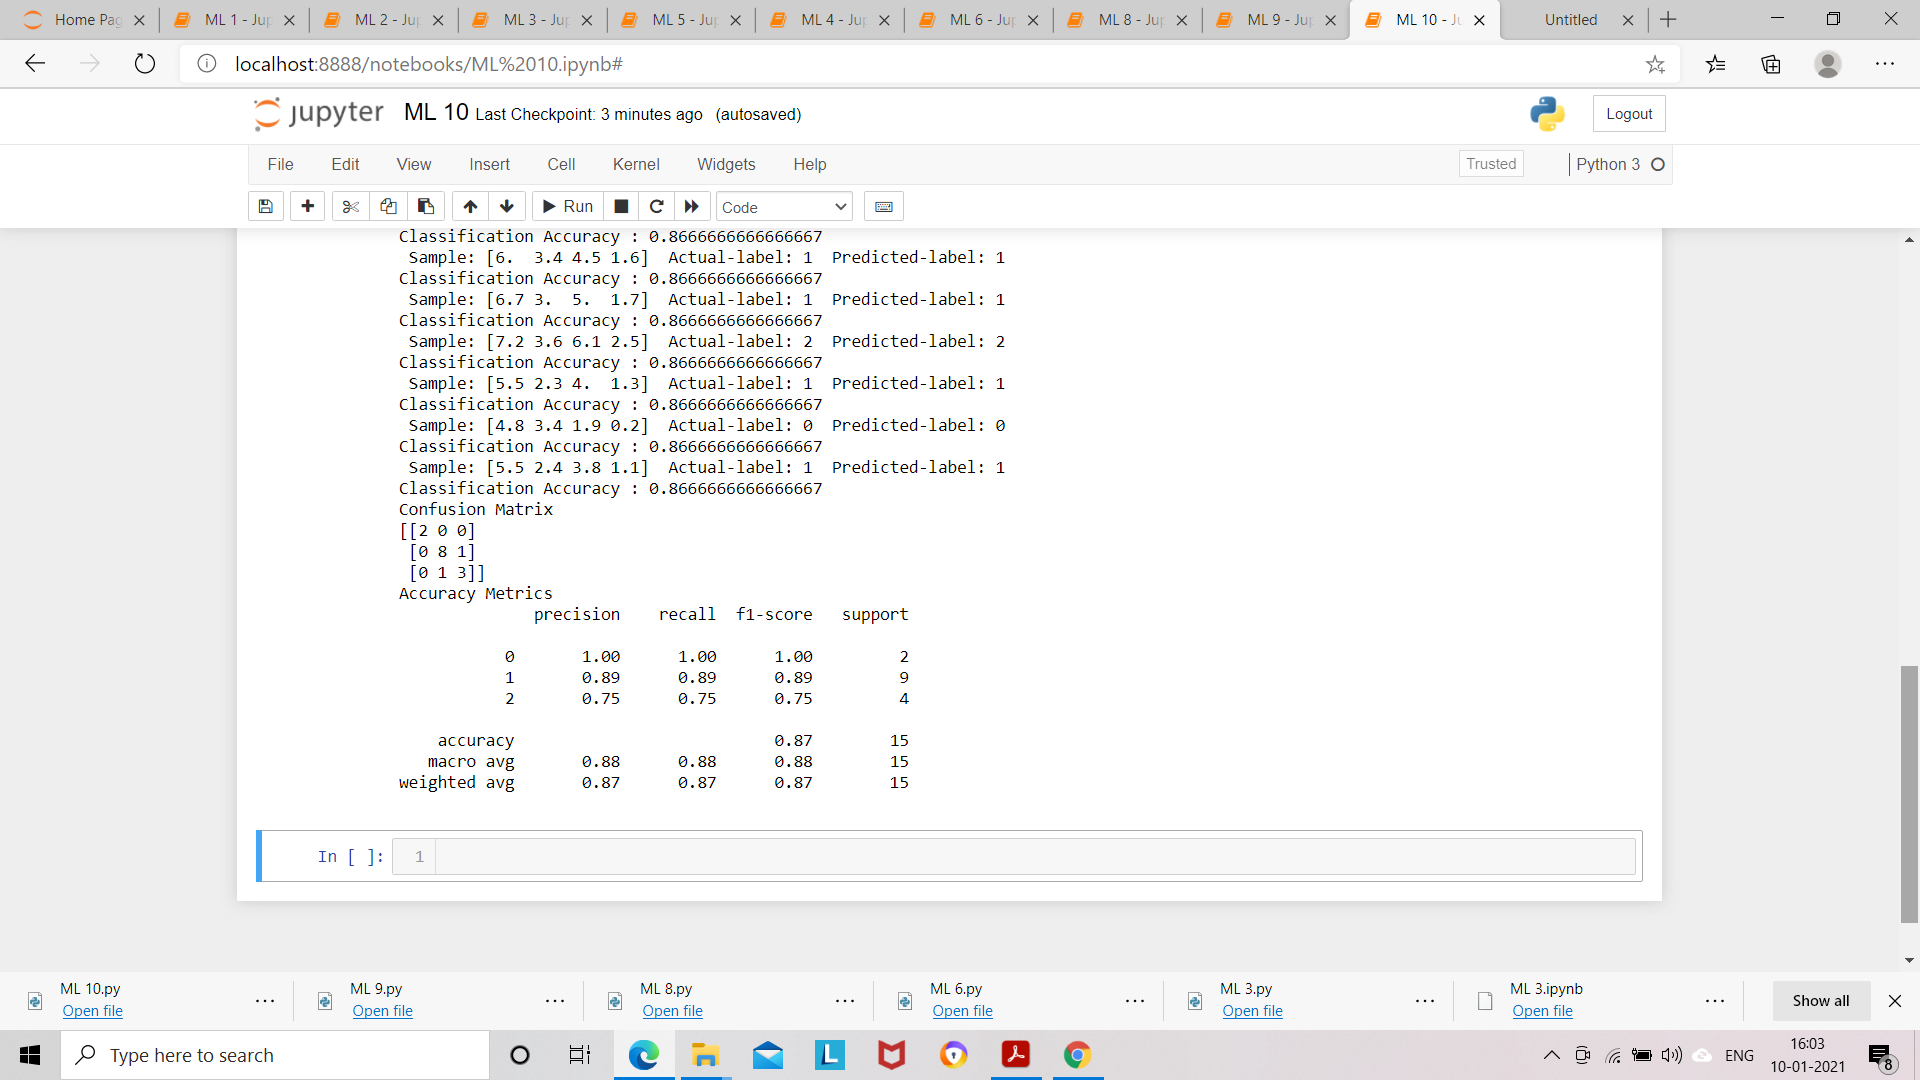 Home Pag ML 1 - Jup ML 2 - Jup ML 3 - Jup ML 5 - Jup ML 4 - Jup ML 6 - Jup ML 8 - Jup ML 9 - Jup ML 10 - Ju Untitled
localhost:8888/notebooks/ML%2010.ipynb#
jupyter ML 10 Last Checkpoint: 3 minutes ago (autosaved) Logout
File Edit View Insert Cell Kernel Widgets Help Trusted Python 3
Run Code
Classification Accuracy : 0.8666666666666667
Sample: [6.  3.4 4.5 1.6]  Actual-label: 1  Predicted-label: 1
Classification Accuracy : 0.8666666666666667
Sample: [6.7 3.  5.  1.7]  Actual-label: 1  Predicted-label: 1
Classification Accuracy : 0.8666666666666667
Sample: [7.2 3.6 6.1 2.5]  Actual-label: 2  Predicted-label: 2
Classification Accuracy : 0.8666666666666667
Sample: [5.5 2.3 4.  1.3]  Actual-label: 1  Predicted-label: 1
Classification Accuracy : 0.8666666666666667
Sample: [4.8 3.4 1.9 0.2]  Actual-label: 0  Predicted-label: 0
Classification Accuracy : 0.8666666666666667
Sample: [5.5 2.4 3.8 1.1]  Actual-label: 1  Predicted-label: 1
Classification Accuracy : 0.8666666666666667
Confusion Matrix
[[2 0 0]
[0 8 1]
[0 1 3]]
Accuracy Metrics
precision recall f1-score support
0 1.00 1.00 1.00 2
1 0.89 0.89 0.89 9
2 0.75 0.75 0.75 4
accuracy 0.87 15
macro avg 0.88 0.88 0.88 15
weighted avg 0.87 0.87 0.87 15
In [ ]: 1
ML 10.py ML 9.py ML 8.py ML 6.py ML 3.py ML 3.ipynb
Open file Open file Open file Open file Open file Open file Show all
Type here to search L ENG 16:03
10-01-2021 8